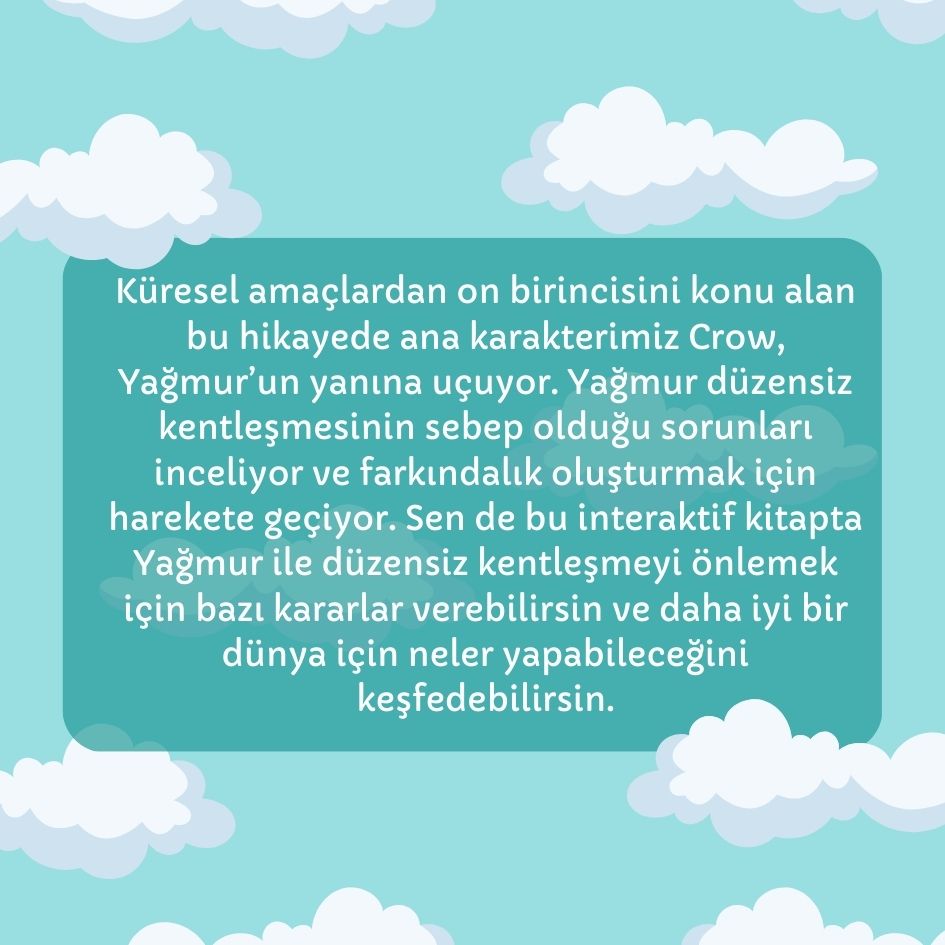 Küresel amaçlardan on birincisini konu alan
bu hikayede ana karakterimiz Crow,
Yağmur’un yanına uçuyor. Yağmur düzensiz
kentleşmesinin sebep olduğu sorunları
inceliyor ve farkındalık oluşturmak için
harekete geçiyor. Sen de bu interaktif kitapta
Yağmur ile düzensiz kentleşmeyi önlemek
için bazı kararlar verebilirsin ve daha iyi bir
dünya için neler yapabileceğini
keşfedebilirsin.